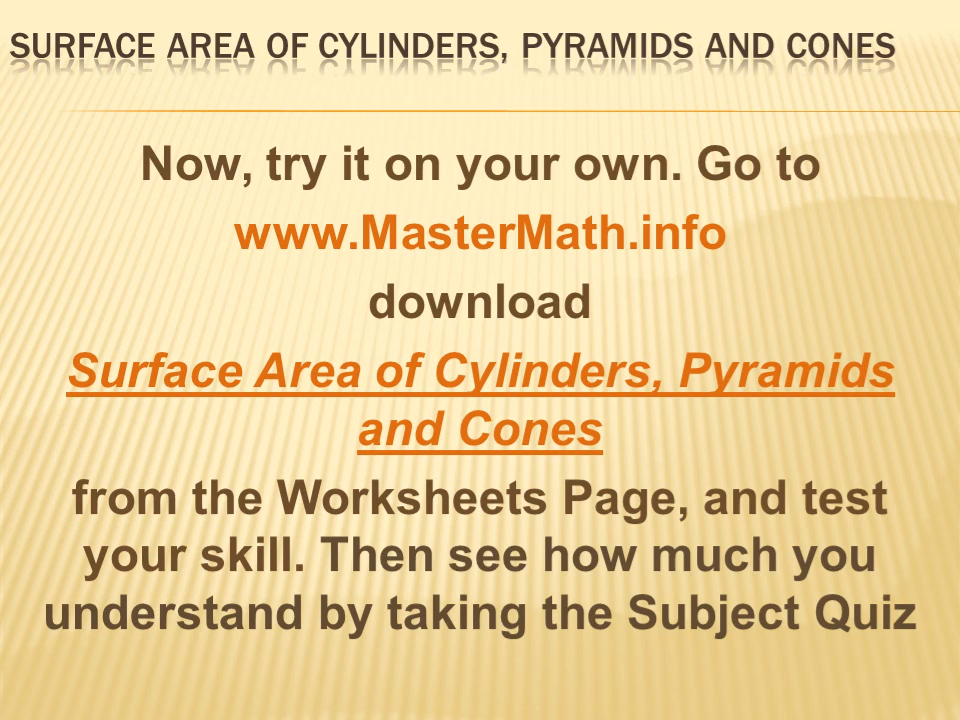 SURFACE AREA OF CYLINDERS, PYRAMIDS AND CONES
Now, try it on your own. Go to
www.MasterMath.info
download
Surface Area of Cylinders, Pyramids
and Cones
from the Worksheets Page, and test
your skill. Then see how much you
understand by taking the Subject Quiz